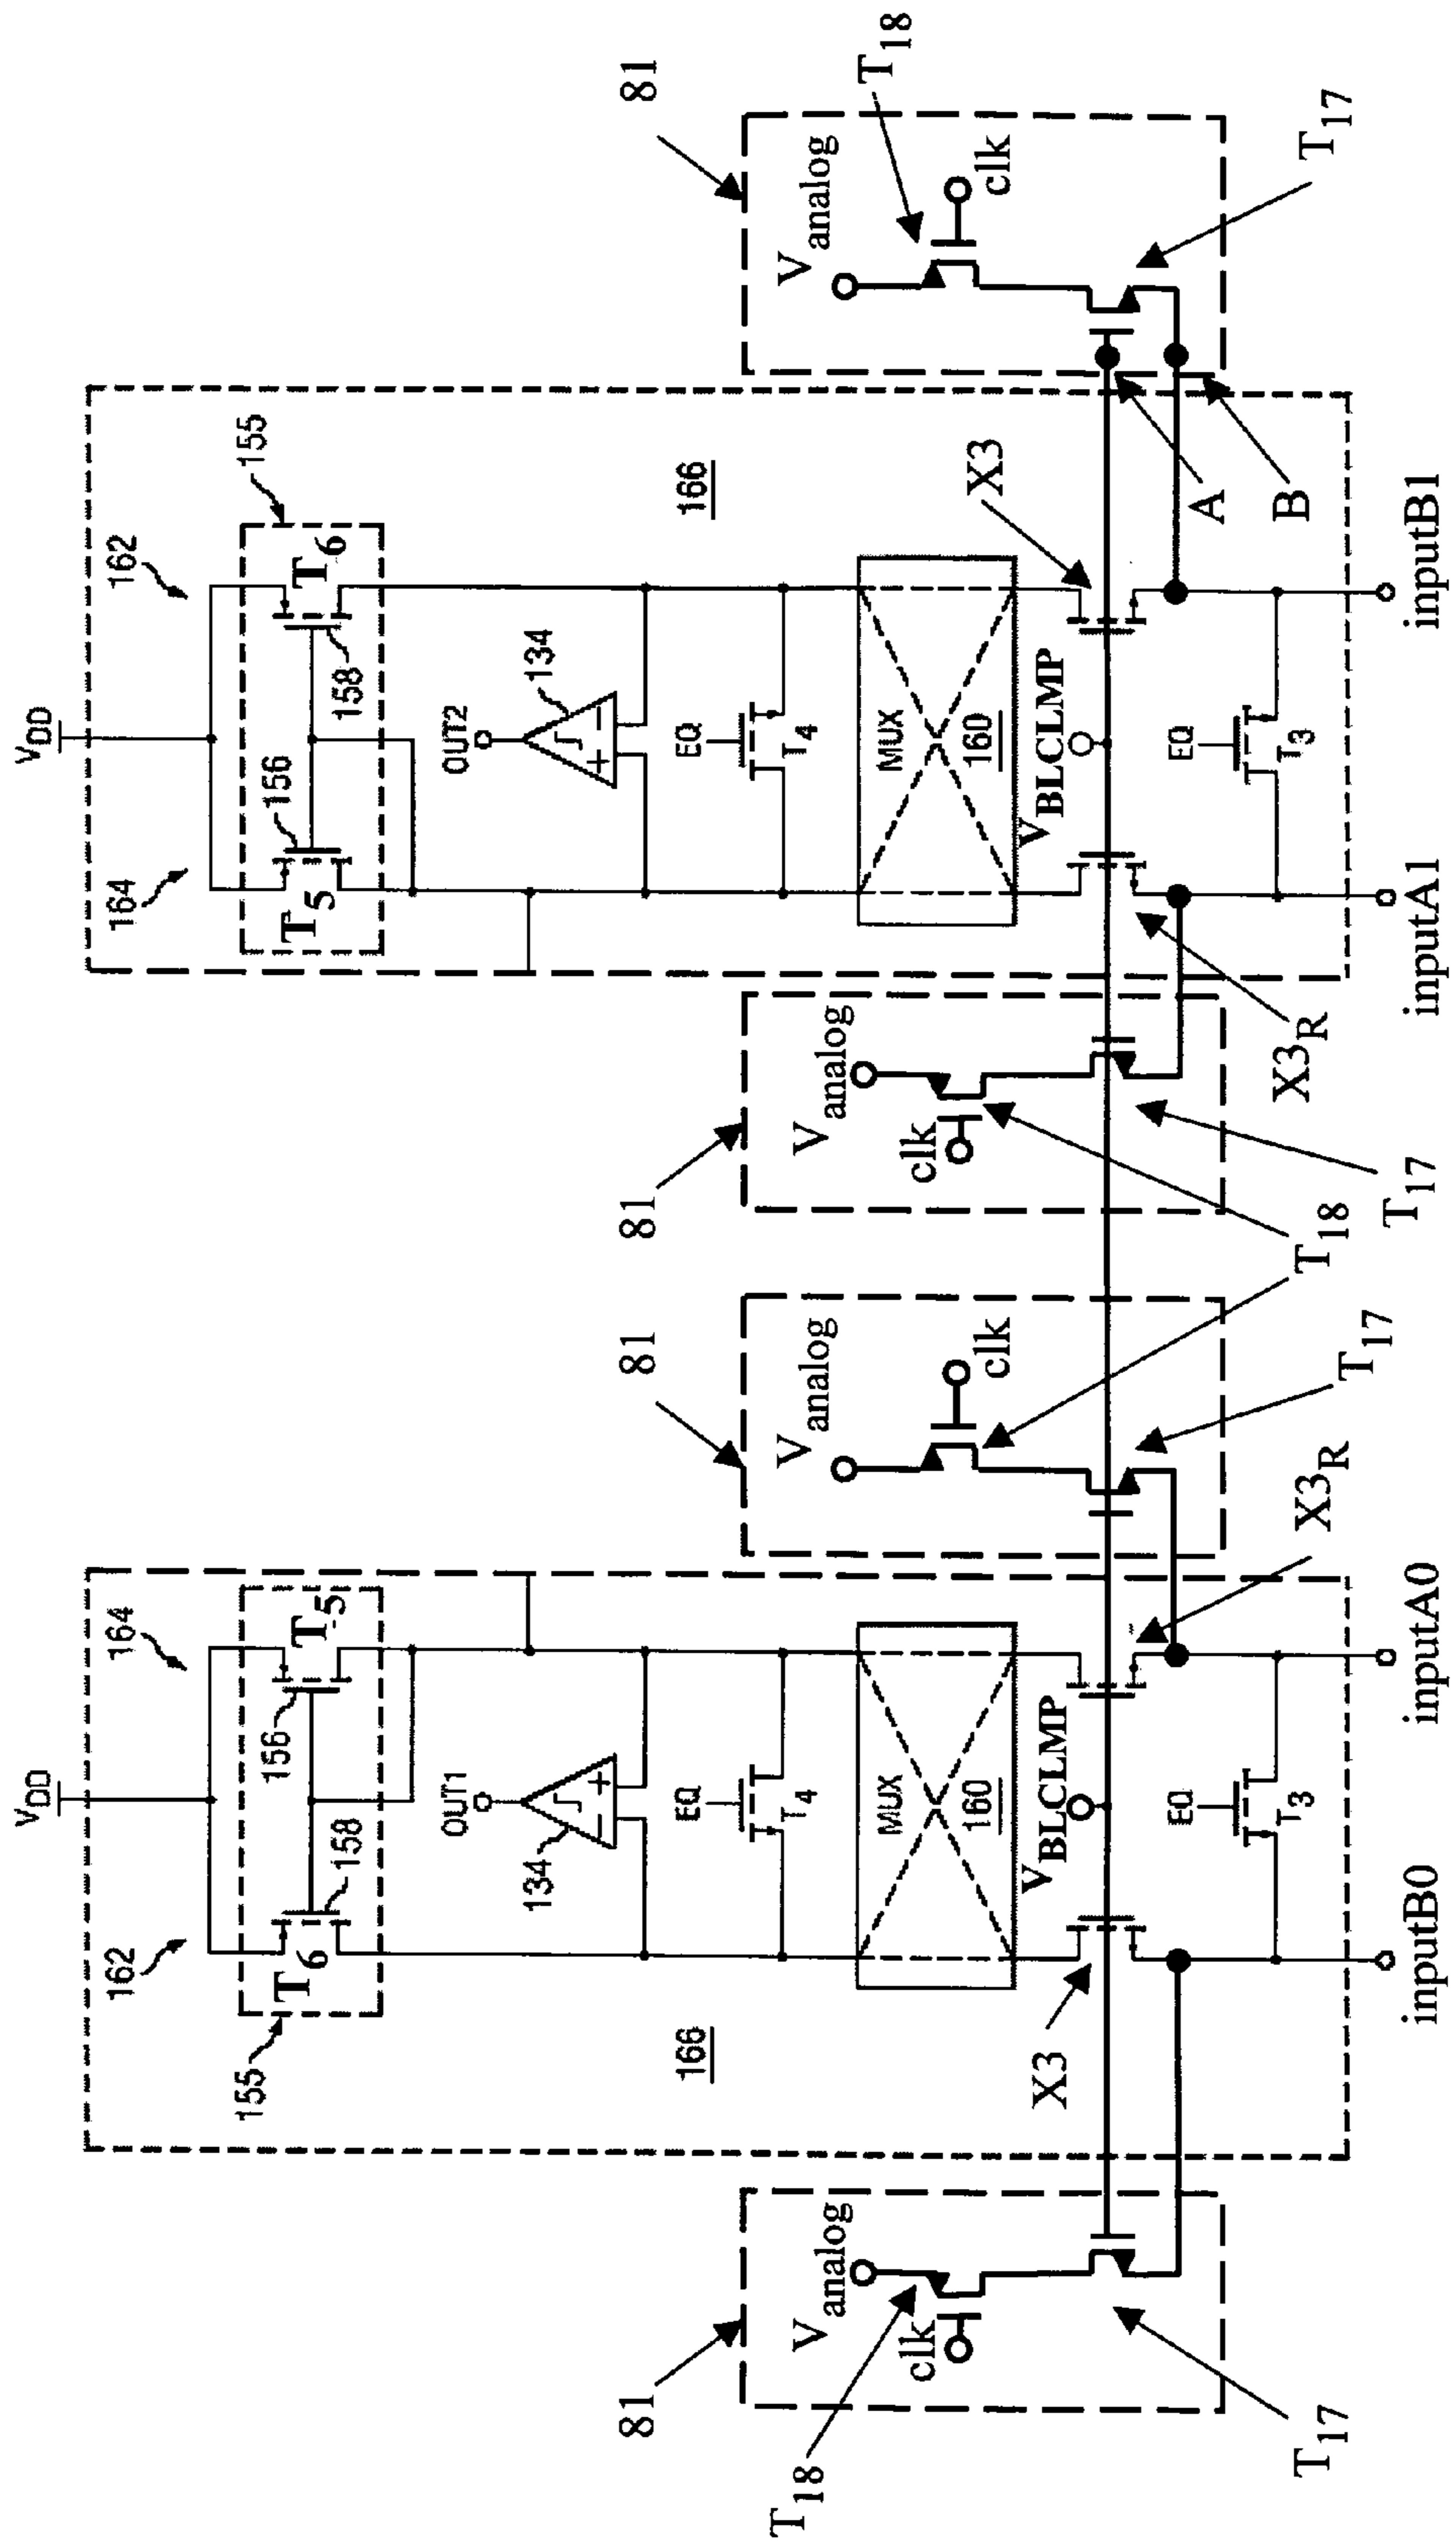 VDD
VDD
162
164
164
162
155
T6
T5
T5
T6
155
158
156
156
158
OUT1
OUT2
134
134
166
166
EQ
T4
EQ
T4
81
81
81
81
Vanalog
Vanalog
Vanalog
Vanalog
T18
clk
clk
clk
clk
T18
MUX
160
MUX
160
X3
VBLCLMP
VBLCLMP
X3
T17
X3R
T17
T18
T17
X3R
A
B
T17
EQ
T3
EQ
T3
inputB0
inputA0
inputA1
inputB1